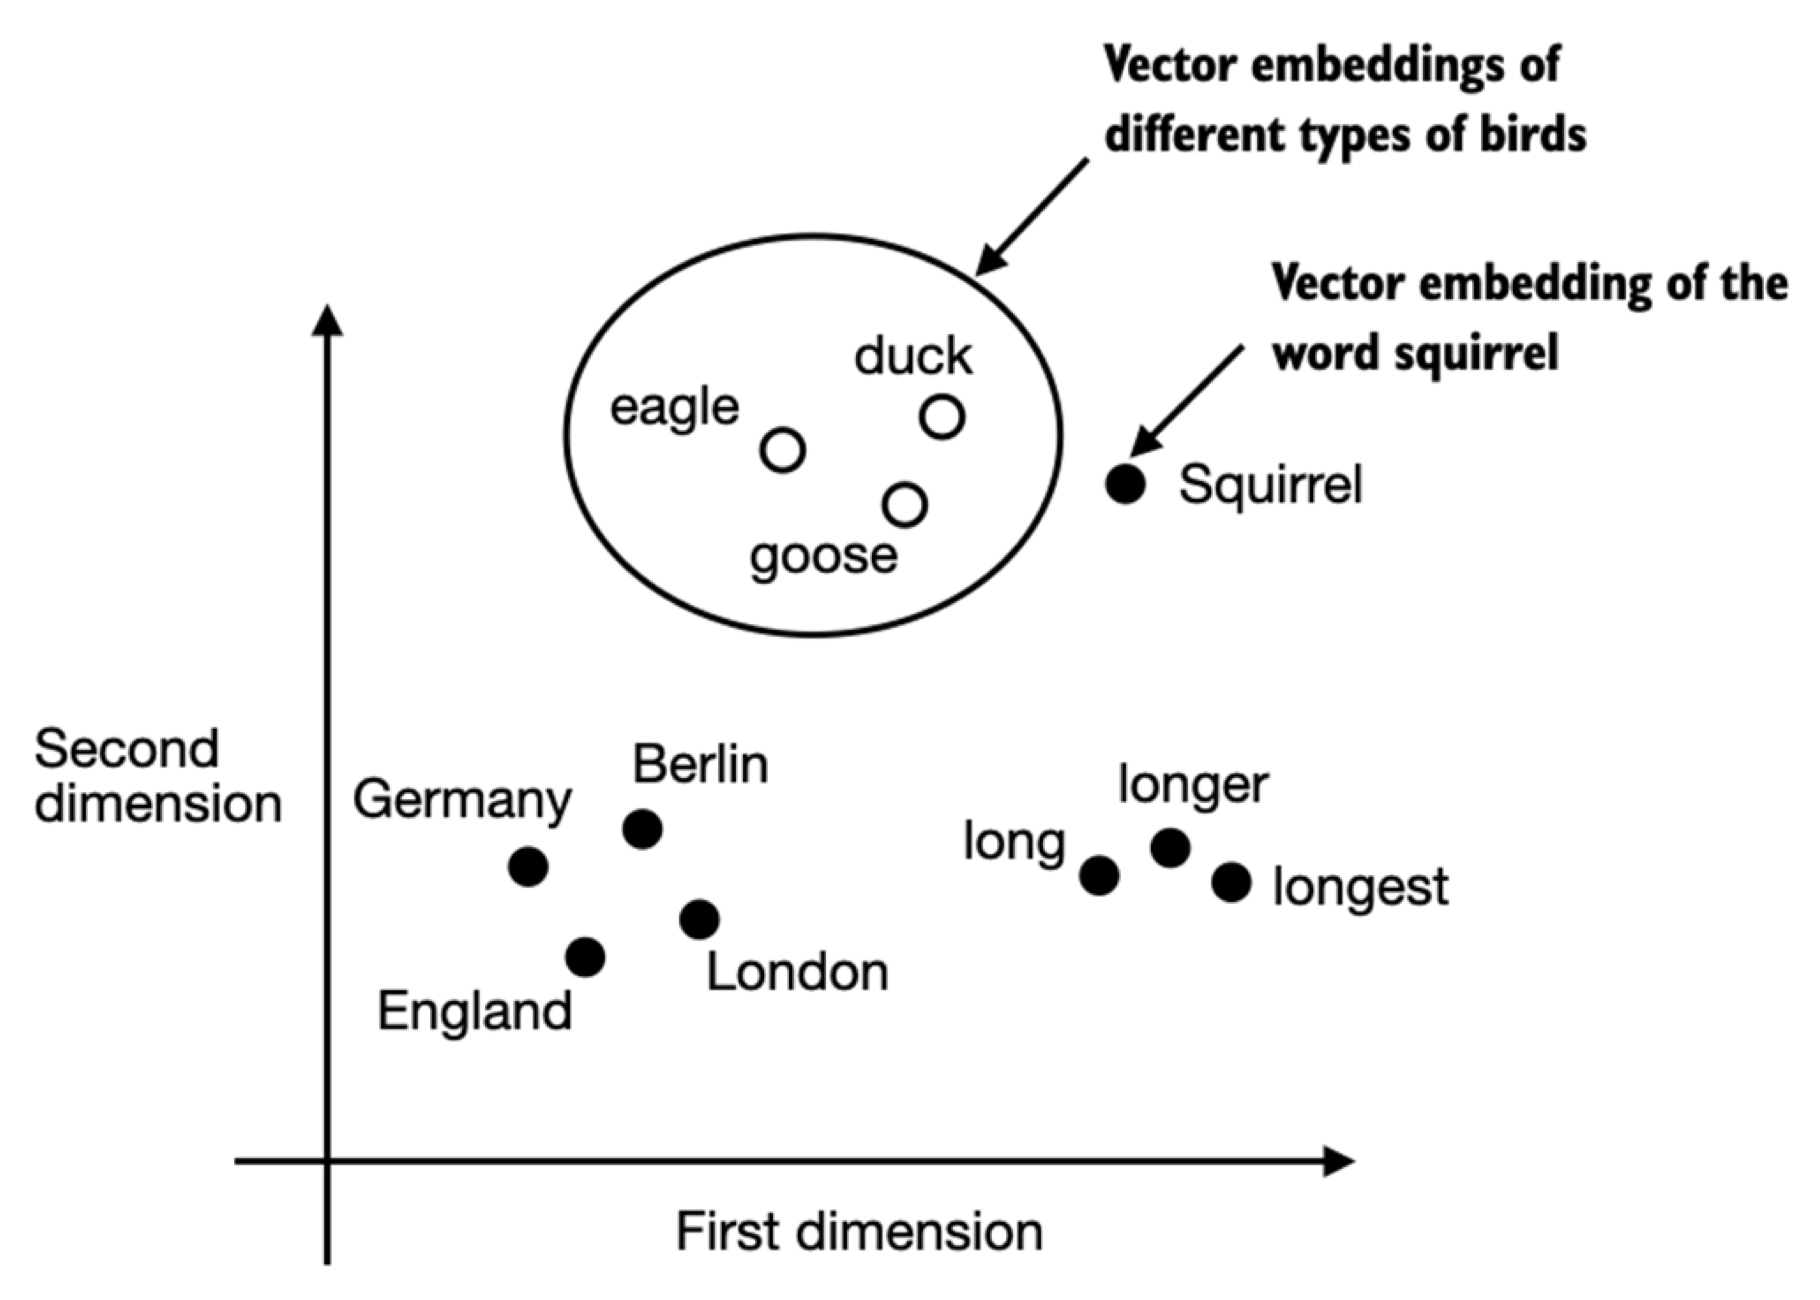 Vector embeddings of
different types of birds
Vector embedding of the
word squirrel
duck
eagle
goose
Squirrel
Second
dimension
Berlin
Germany
longer
long
longest
London
England
First dimension